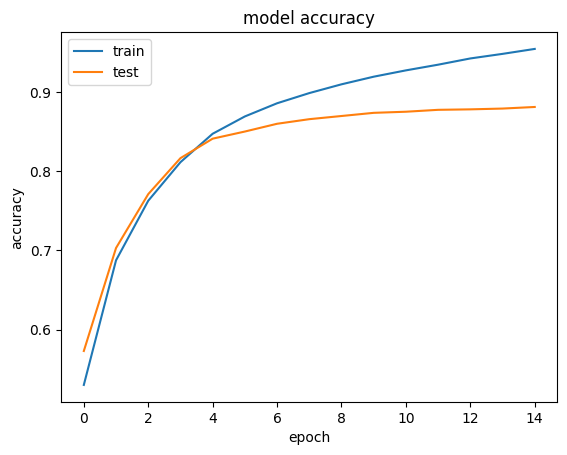 model accuracy
train
test
0.9
0.8
0.7
0.6
accuracy
0 2 4 6 8 10 12 14
epoch